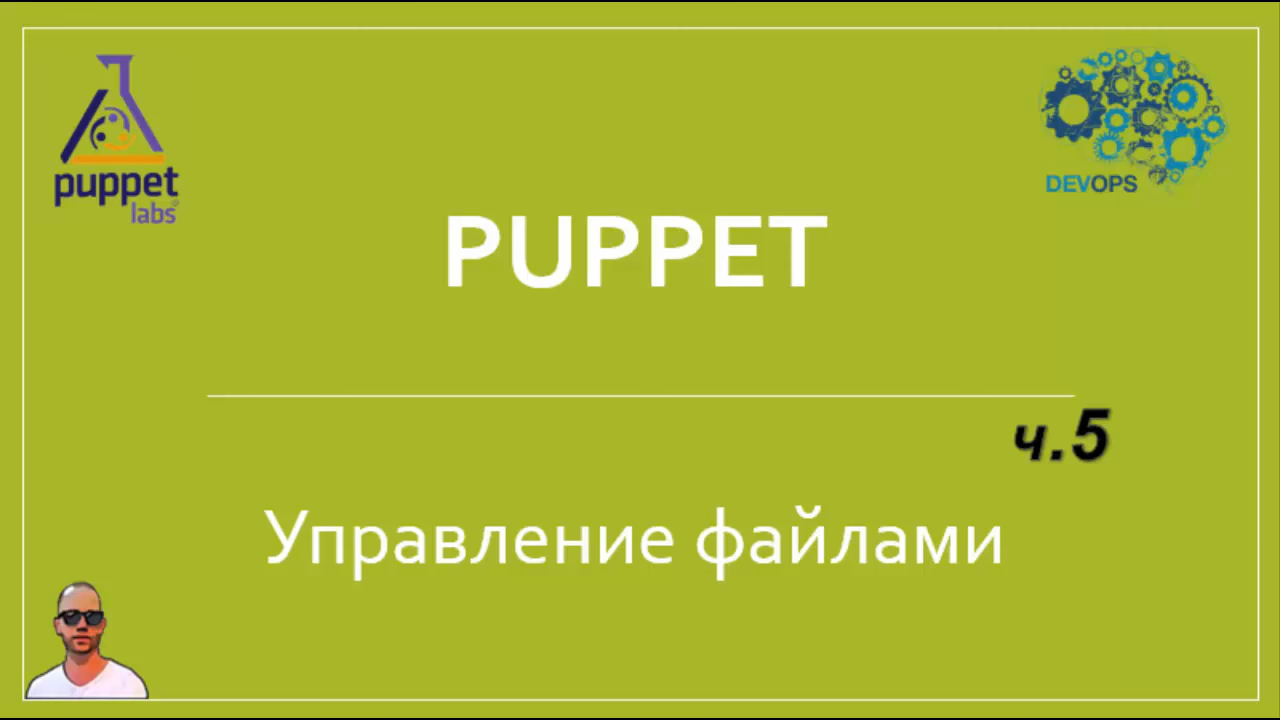 puppet
labs
DEVOPS
PUPPET
ч.5
Управление файлами